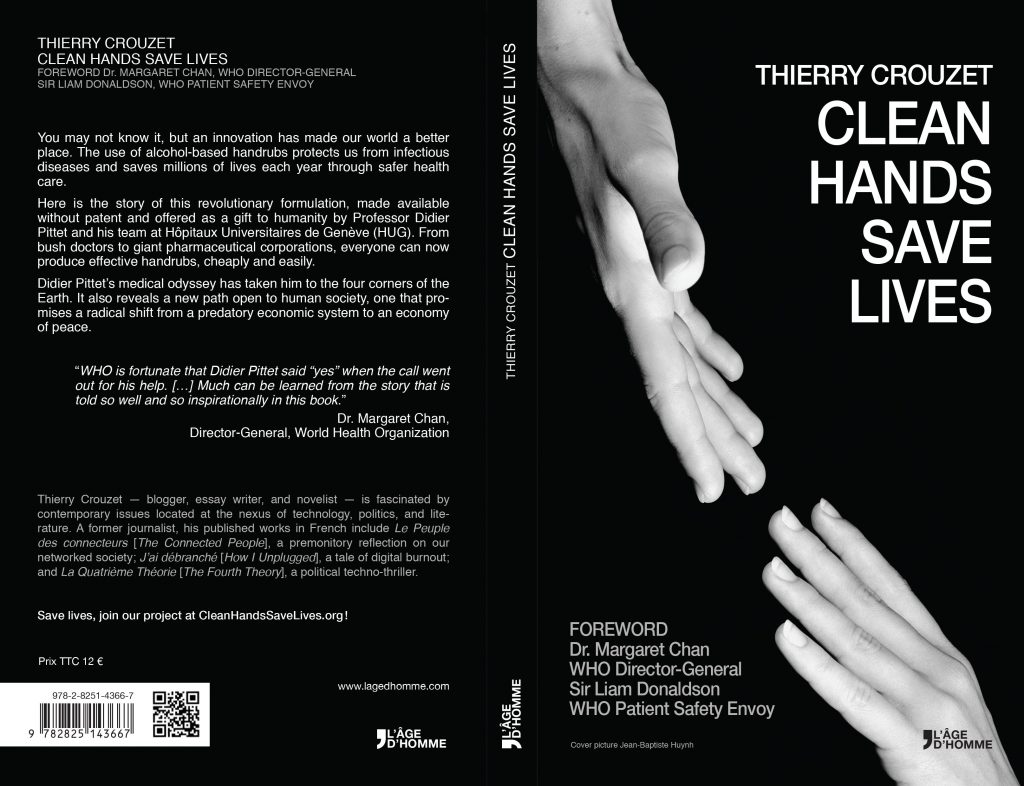 THIERRY CROUZET
CLEAN HANDS SAVE LIVES
FOREWORD Dr. MARGARET CHAN, WHO DIRECTOR-GENERAL
SIR LIAM DONALDSON, WHO PATIENT SAFETY ENVOY
You may not know it, but an innovation has made our world a better
place. The use of alcohol-based handrubs protects us from infectious
diseases and saves millions of lives each year through safer health
care.
Here is the story of this revolutionary formulation, made available
without patent and offered as a gift to humanity by Professor Didier
Pittet and his team at Hôpitaux Universitaires de Genève (HUG). From
bush doctors to giant pharmaceutical corporations, everyone can now
produce effective handrubs, cheaply and easily.
Didier Pittet’s medical odyssey has taken him to the four corners of the
Earth. It also reveals a new path open to human society, one that pro-
mises a radical shift from a predatory economic system to an economy
of peace.
“WHO is fortunate that Didier Pittet said “yes” when the call went
out for his help. […] Much can be learned from the story that is
told so well and so inspirationally in this book.”
Dr. Margaret Chan,
Director-General, World Health Organization
Thierry Crouzet — blogger, essay writer, and novelist — is fascinated by
contemporary issues located at the nexus of technology, politics, and lite-
rature. A former journalist, his published works in French include Le Peuple
des connecteurs [The Connected People], a premonitory reflection on our
networked society; J’ai débranché [How I Unplugged], a tale of digital burnout;
and La Quatrième Théorie [The Fourth Theory], a political techno-thriller.
Save lives, join our project at CleanHandsSaveLives.org !
Prix TTC 12 €
978-2-8251-4366-7
9 782825 143667
www.lagedhomme.com
L’ÂGE
D’HOMME
THIERRY CROUZET CLEAN HANDS SAVE LIVES
L’ÂGE
D’HOMME
THIERRY CROUZET
CLEAN
HANDS
SAVE
LIVES
FOREWORD
Dr. Margaret Chan
WHO Director-General
Sir Liam Donaldson
WHO Patient Safety Envoy
Cover picture Jean-Baptiste Huynh
L’ÂGE
D’HOMME